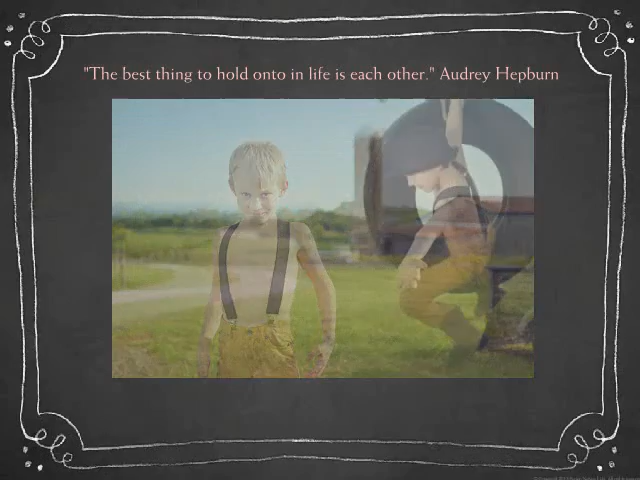 "The best thing to hold onto in life is each other." Audrey Hepburn